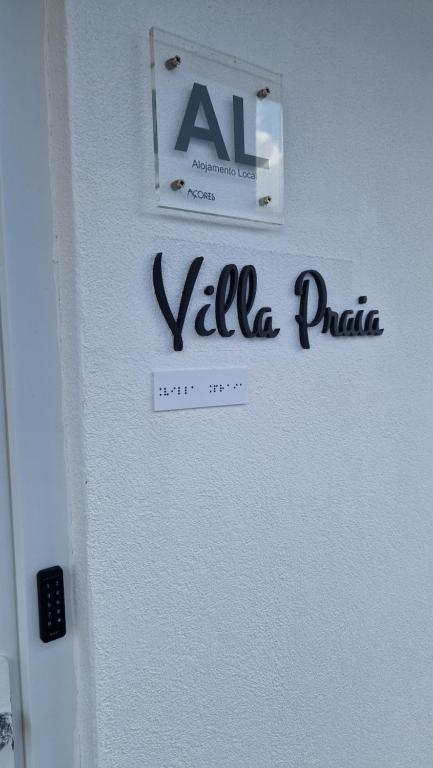 AL
Alojamento Local
AÇORES
Villa Praia
⠨⠧⠊⠇⠇⠁ ⠨⠏⠗⠁⠊⠁